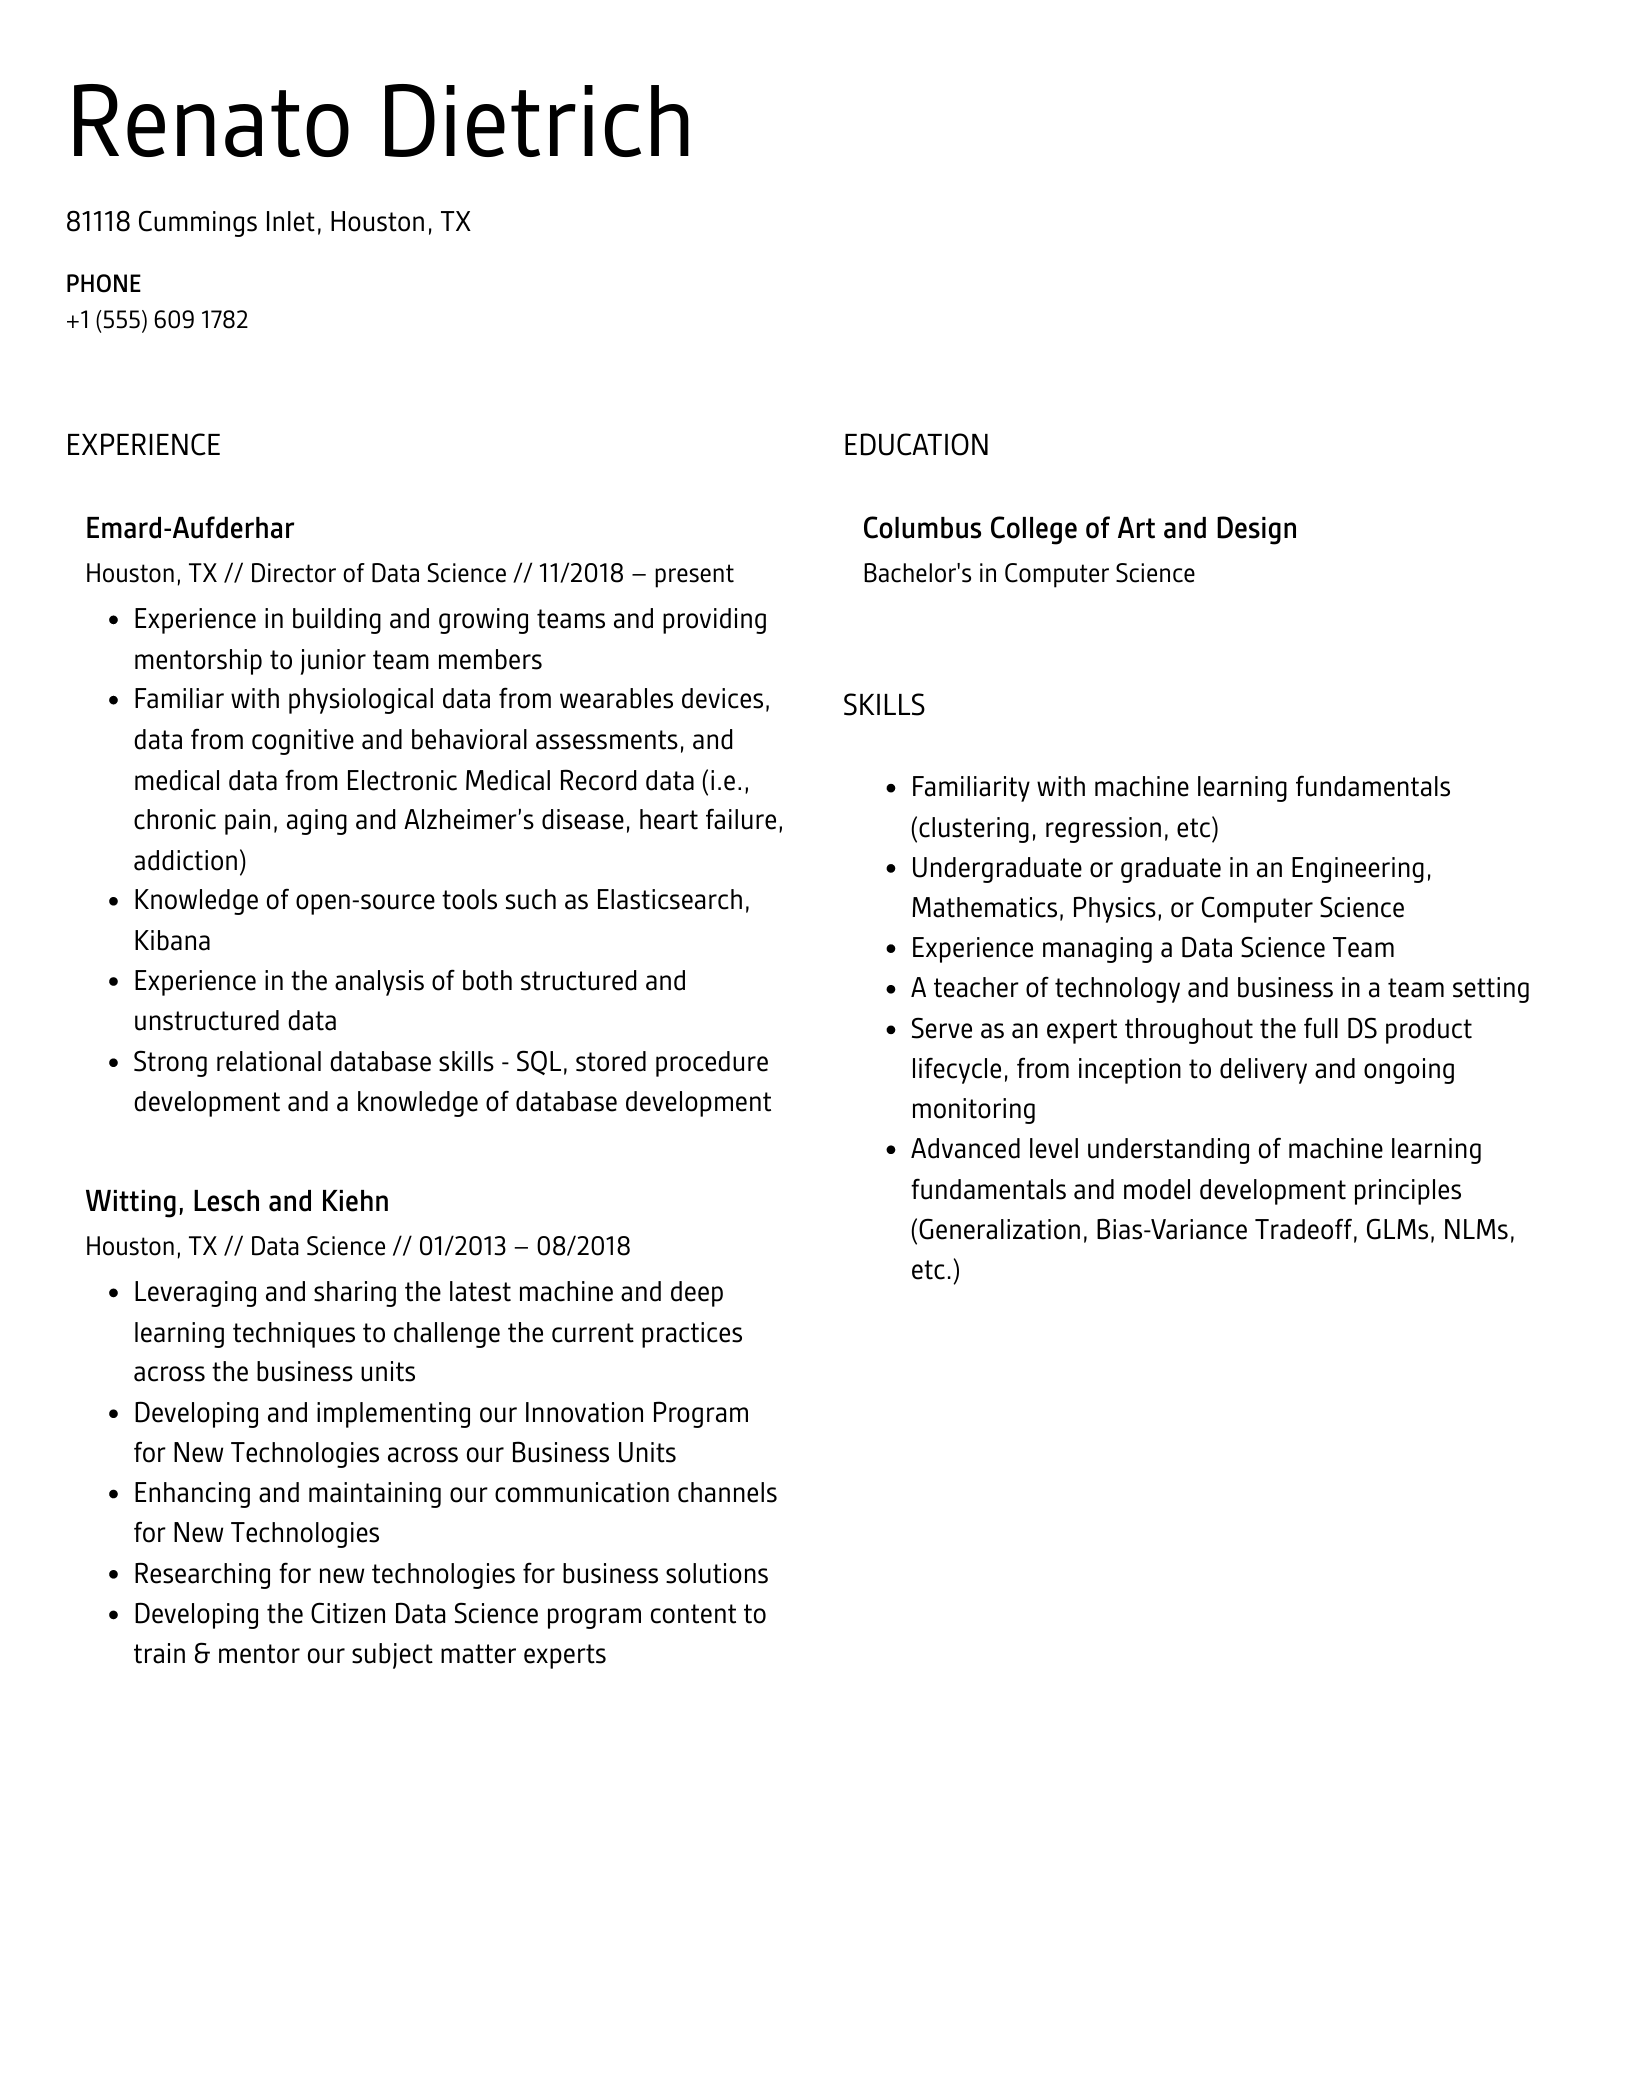 Renato Dietrich
81118 Cummings Inlet, Houston, TX
PHONE
+1 (555) 609 1782
EXPERIENCE
Emard-Aufderhar
Houston, TX // Director of Data Science // 11/2018 – present
• Experience in building and growing teams and providing
mentorship to junior team members
• Familiar with physiological data from wearables devices,
data from cognitive and behavioral assessments, and
medical data from Electronic Medical Record data (i.e.,
chronic pain, aging and Alzheimer's disease, heart failure,
addiction)
• Knowledge of open-source tools such as Elasticsearch,
Kibana
• Experience in the analysis of both structured and
unstructured data
• Strong relational database skills - SQL, stored procedure
development and a knowledge of database development
Witting, Lesch and Kiehn
Houston, TX // Data Science // 01/2013 – 08/2018
• Leveraging and sharing the latest machine and deep
learning techniques to challenge the current practices
across the business units
• Developing and implementing our Innovation Program
for New Technologies across our Business Units
• Enhancing and maintaining our communication channels
for New Technologies
• Researching for new technologies for business solutions
• Developing the Citizen Data Science program content to
train & mentor our subject matter experts
EDUCATION
Columbus College of Art and Design
Bachelor's in Computer Science
SKILLS
• Familiarity with machine learning fundamentals
(clustering, regression, etc)
• Undergraduate or graduate in an Engineering,
Mathematics, Physics, or Computer Science
• Experience managing a Data Science Team
• A teacher of technology and business in a team setting
• Serve as an expert throughout the full DS product
lifecycle, from inception to delivery and ongoing
monitoring
• Advanced level understanding of machine learning
fundamentals and model development principles
(Generalization, Bias-Variance Tradeoff, GLMs, NLMs,
etc.)